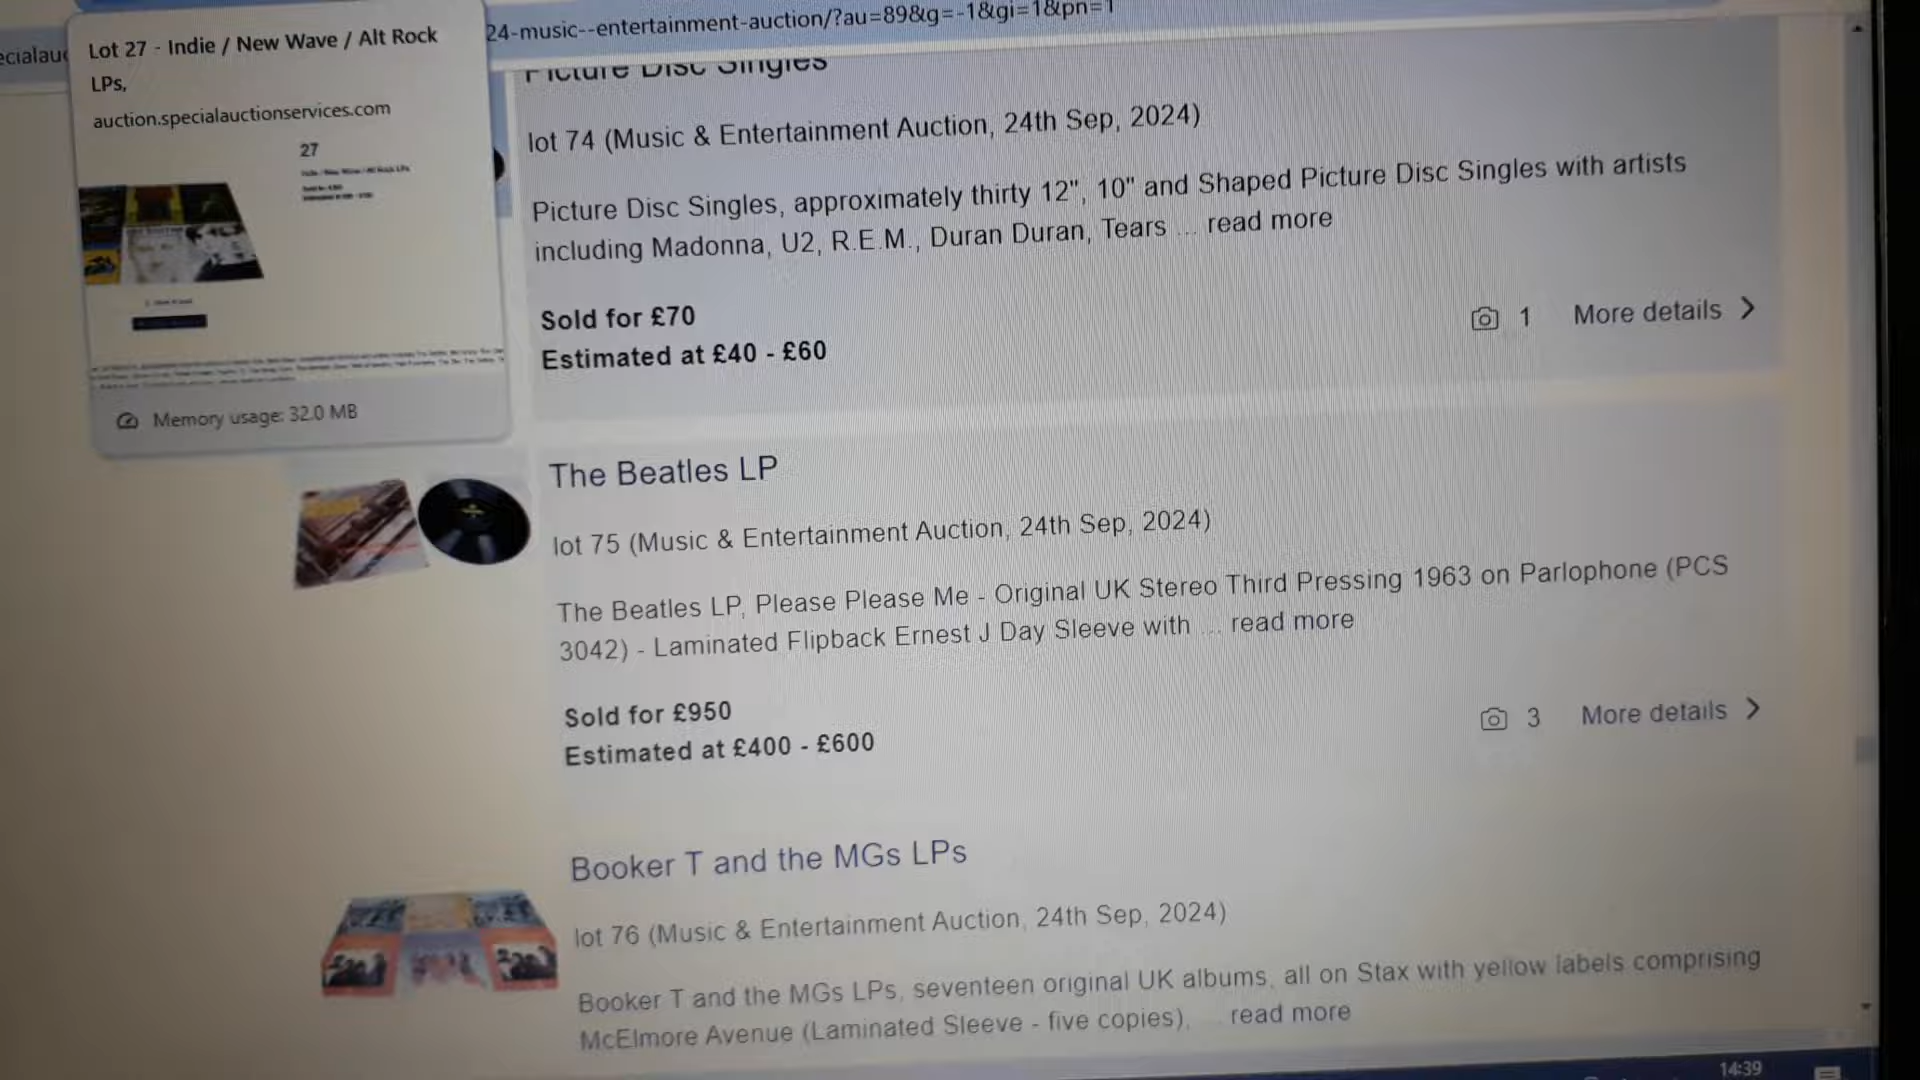 24-music--entertainment-auction/?au=89&g=-1&gi=1&pn=1
ecialau
Lot 27 - Indie / New Wave / Alt Rock
LPs,
auction.specialauctionservices.com
27
Memory usage: 32.0 MB
Picture Disc Singles
lot 74 (Music & Entertainment Auction, 24th Sep, 2024)
Picture Disc Singles, approximately thirty 12", 10" and Shaped Picture Disc Singles with artists
including Madonna, U2, R.E.M., Duran Duran, Tears ... read more
Sold for £70
Estimated at £40 - £60
1 More details
The Beatles LP
lot 75 (Music & Entertainment Auction, 24th Sep, 2024)
The Beatles LP, Please Please Me - Original UK Stereo Third Pressing 1963 on Parlophone (PCS
3042) - Laminated Flipback Ernest J Day Sleeve with ... read more
Sold for £950
Estimated at £400 - £600
3 More details
Booker T and the MGs LPs
lot 76 (Music & Entertainment Auction, 24th Sep, 2024)
Booker T and the MGs LPs, seventeen original UK albums, all on Stax with yellow labels comprising
McElmore Avenue (Laminated Sleeve - five copies), read more
14:39